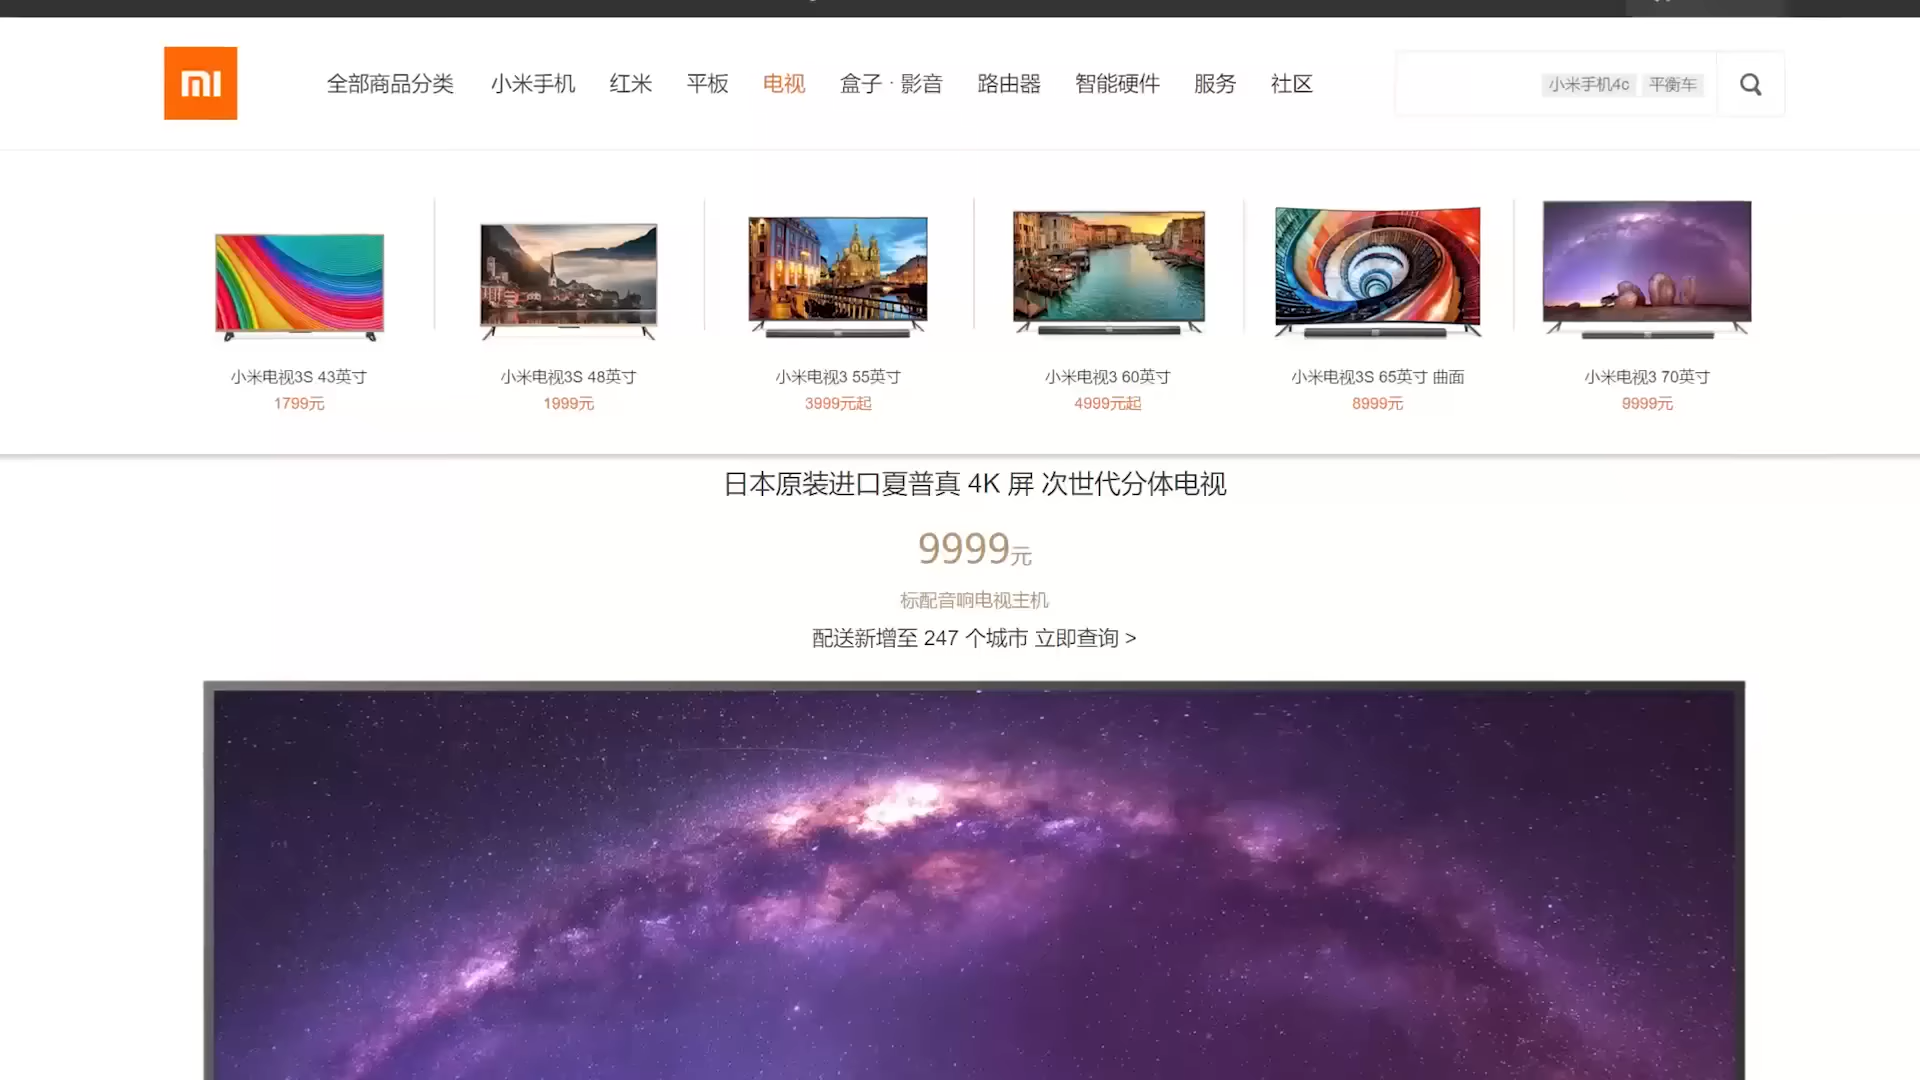 mi
全部商品分类 小米手机 红米 平板 电视 盒子 · 影音 路由器 智能硬件 服务 社区 小米手机4c 平衡车
小米电视3S 43英寸
1799元
小米电视3S 48英寸
1999元
小米电视3 55英寸
3999元起
小米电视3 60英寸
4999元起
小米电视3S 65英寸 曲面
8999元
小米电视3 70英寸
9999元
日本原装进口夏普真 4K 屏 次世代分体电视
9999元
标配音响电视主机
配送新增至 247 个城市 立即查询 >